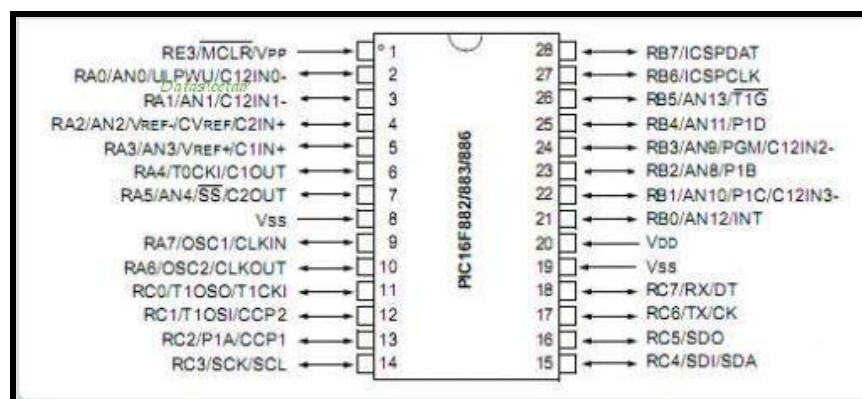 RE3/MCLR/VPP 1
RA0/AN0/ULPWU/C12IN0- 2
RA1/AN1/C12IN1- 3
RA2/AN2/VREF-/CVREF/C2IN+ 4
RA3/AN3/VREF+/C1IN+ 5
RA4/T0CKI/C1OUT 6
RA5/AN4/SS/C2OUT 7
VSS 8
RA7/OSC1/CLKIN 9
RA6/OSC2/CLKOUT 10
RC0/T1OSO/T1CKI 11
RC1/T1OSI/CCP2 12
RC2/P1A/CCP1 13
RC3/SCK/SCL 14
PIC16F882/883/886
28 RB7/ICSPDAT
27 RB6/ICSPCLK
26 RB5/AN13/T1G
25 RB4/AN11/P1D
24 RB3/AN9/PGM/C12IN2-
23 RB2/AN8/P1B
22 RB1/AN10/P1C/C12IN3-
21 RB0/AN12/INT
20 VDD
19 VSS
18 RC7/RX/DT
17 RC6/TX/CK
16 RC5/SDO
15 RC4/SDI/SDA